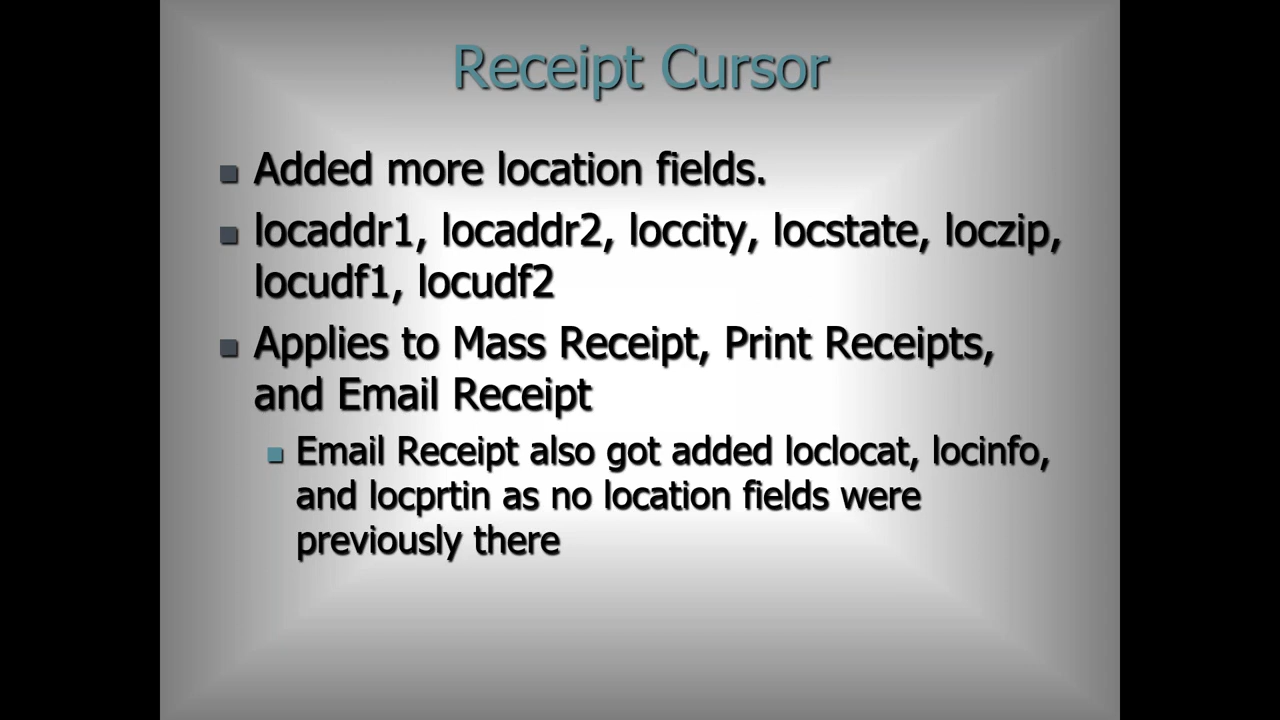 Receipt Cursor
Added more location fields.
locaddr1, locaddr2, loccity, locstate, loczip,
locudf1, locudf2
Applies to Mass Receipt, Print Receipts,
and Email Receipt
Email Receipt also got added loclocat, locinfo,
and locprtin as no location fields were
previously there